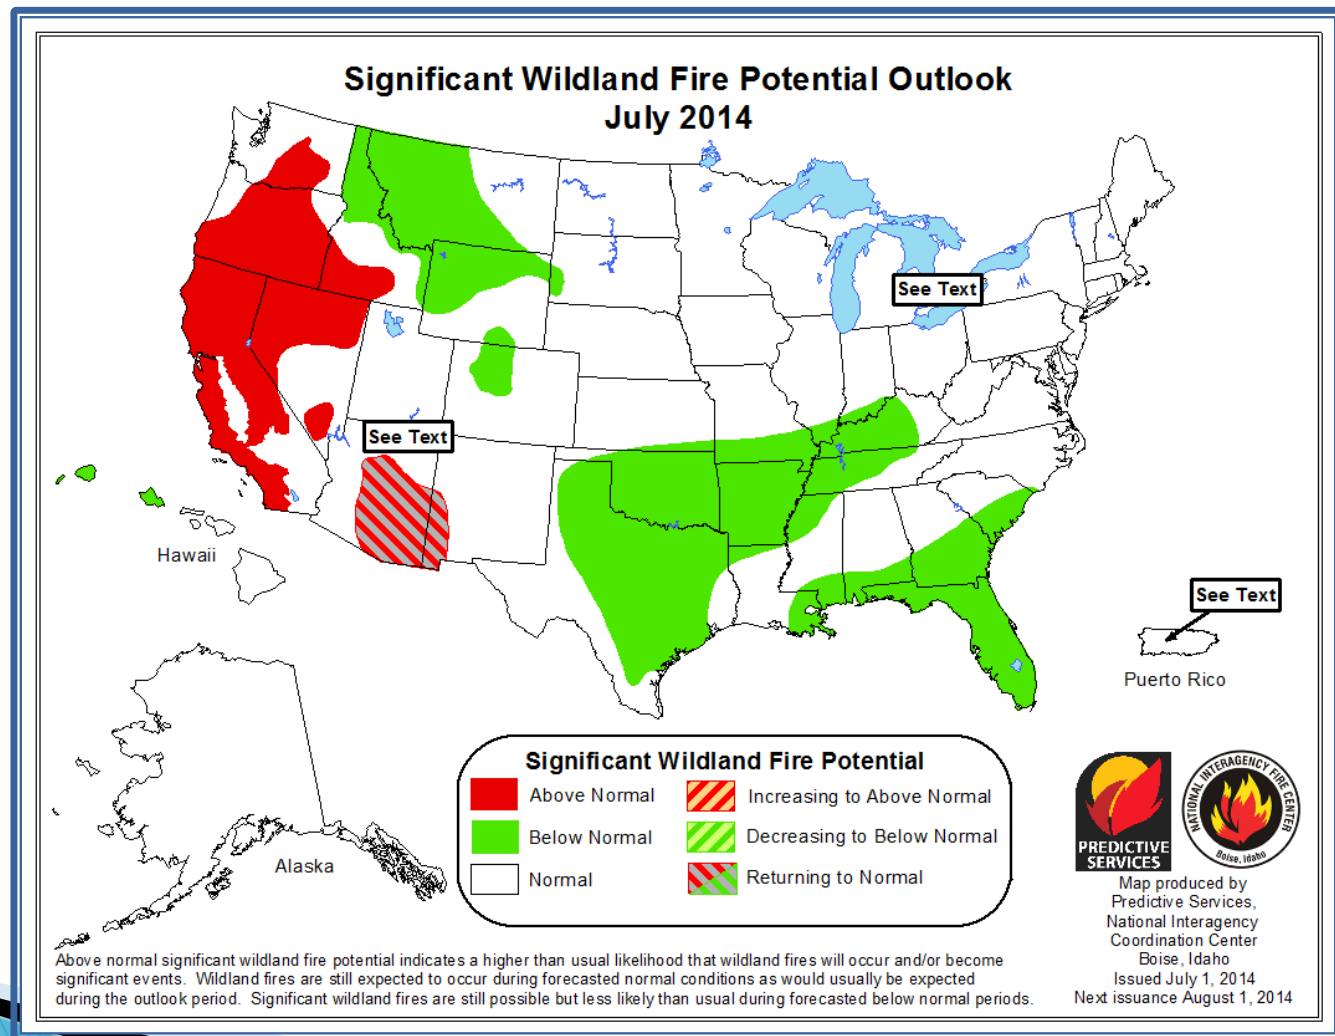 Significant Wildland Fire Potential Outlook
July 2014
See Text
See Text
Hawaii
See Text
Puerto Rico
Alaska
Significant Wildland Fire Potential
Above Normal
Increasing to Above Normal
Below Normal
Decreasing to Below Normal
Normal
Returning to Normal
PREDICTIVE
SERVICES
NATIONAL INTERAGENCY FIRE CENTER
Boise, Idaho
Map produced by
Predictive Services,
National Interagency
Coordination Center
Boise, Idaho
Issued July 1, 2014
Next issuance August 1, 2014
Above normal significant wildland fire potential indicates a higher than usual likelihood that wildland fires will occur and/or become
significant events.  Wildland fires are still expected to occur during forecasted normal conditions as would usually be expected
during the outlook period.  Significant wildland fires are still possible but less likely than usual during forecasted below normal periods.